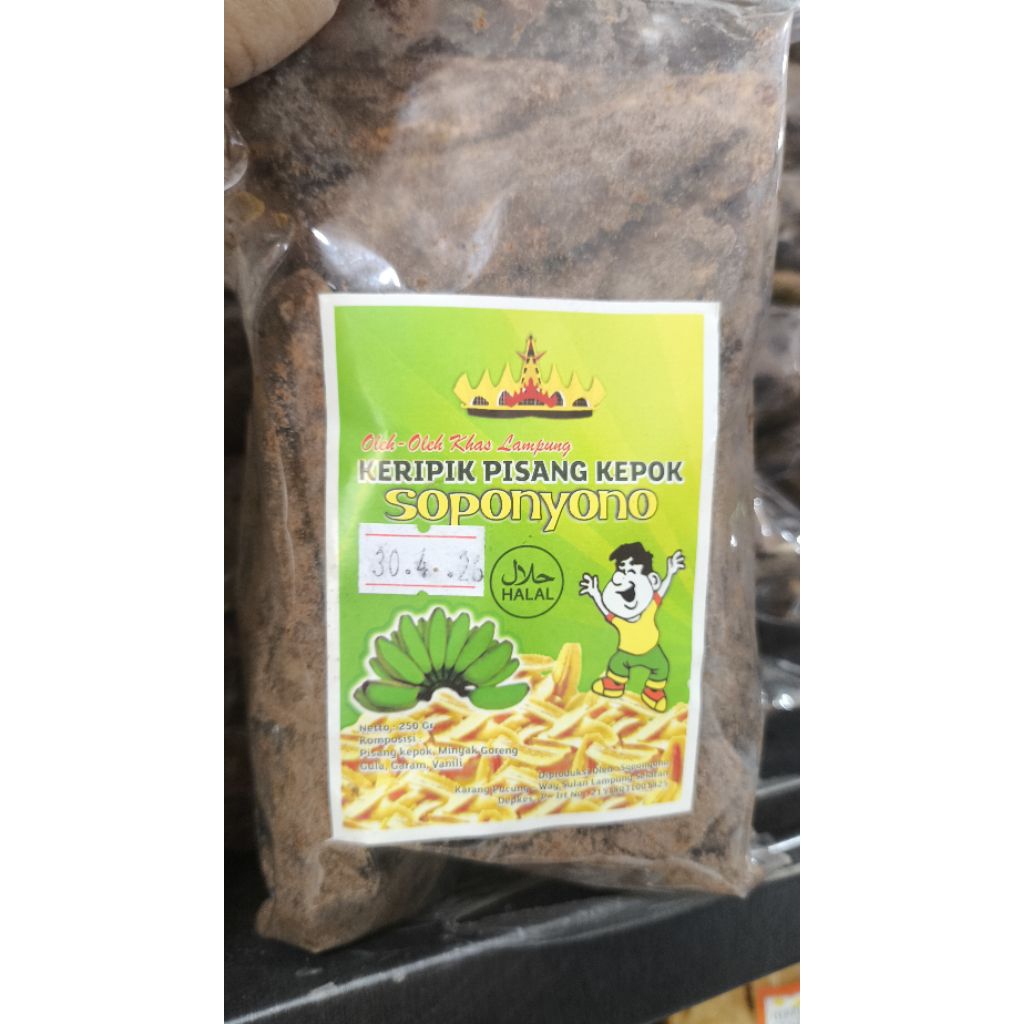 Oleh-Oleh Khas Lampung
KERIPIK PISANG KEPOK
SOPONYONO
30.4..26
حلال
HALAL
Netto : 250 Gr
Komposisi :
Pisang kepok, Minyak Goreng
Gula, Garam, Vanili
Diproduksi Oleh : Soponyono
Karang Pucung - Way Sulan Lampung Selatan
Depkes